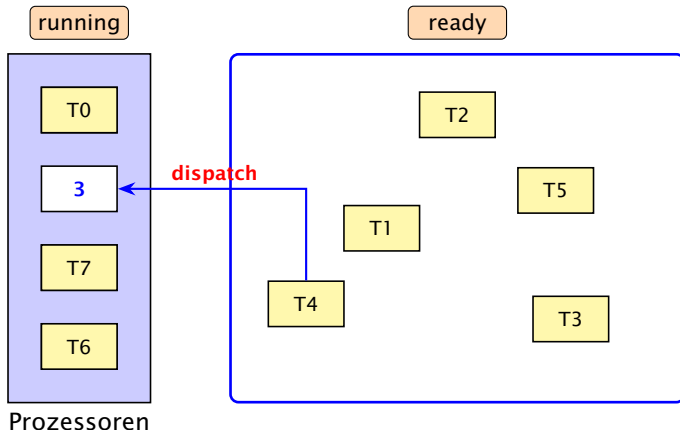 running
ready
T0
T2
dispatch
3
T5
T1
T7
T4
T3
T6
Prozessoren